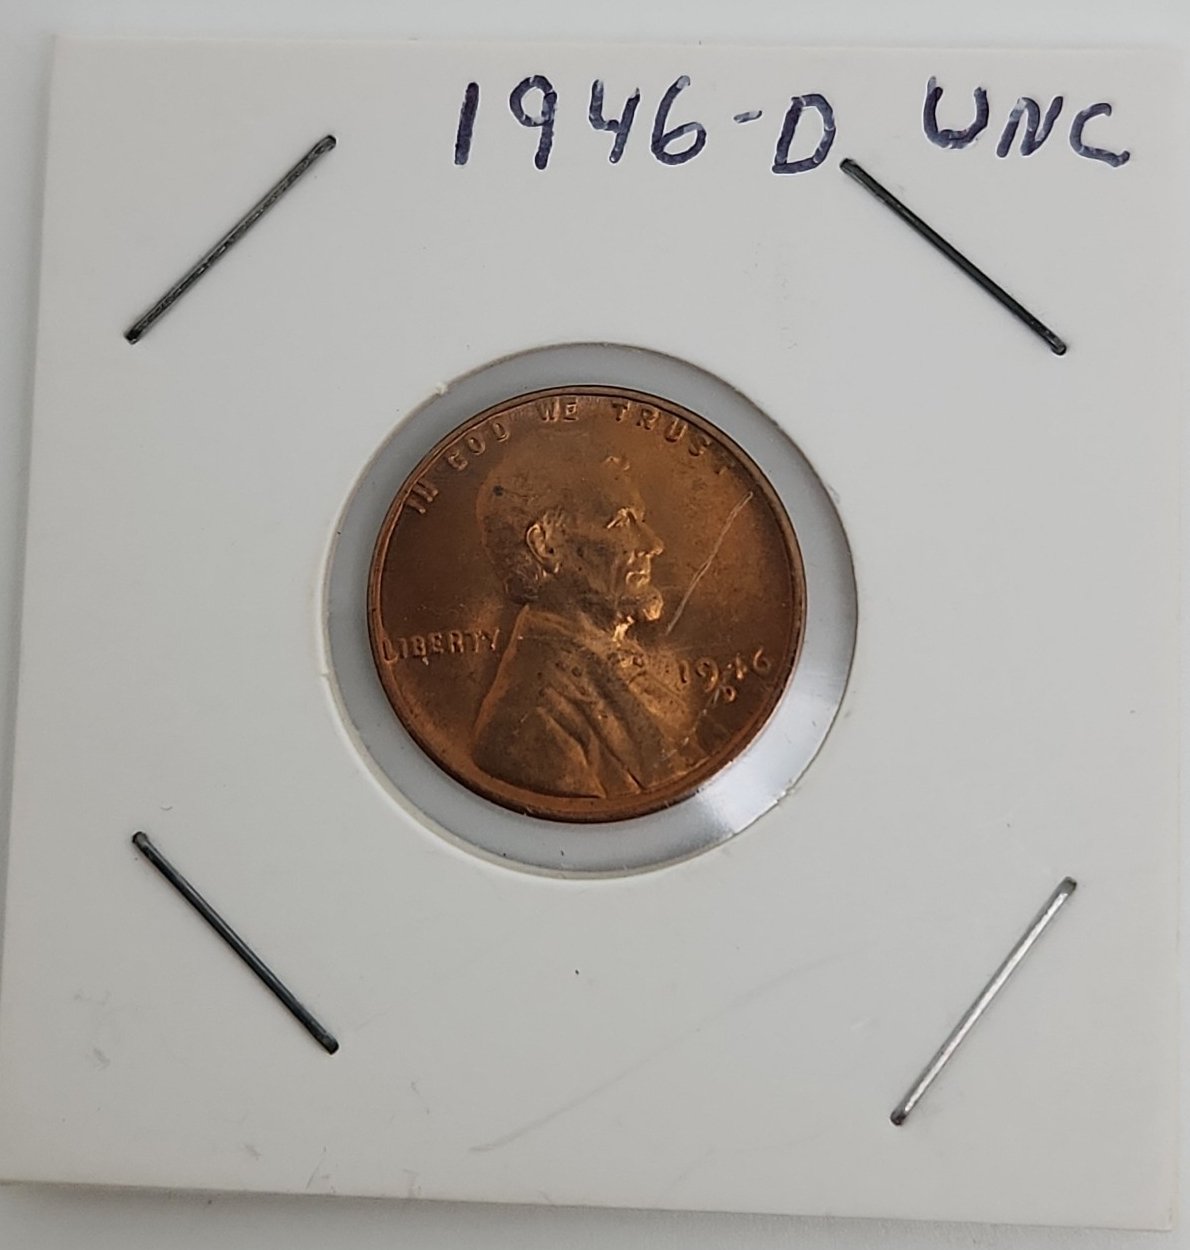 1946-D UNC
IN GOD WE TRUST
LIBERTY
1946
D